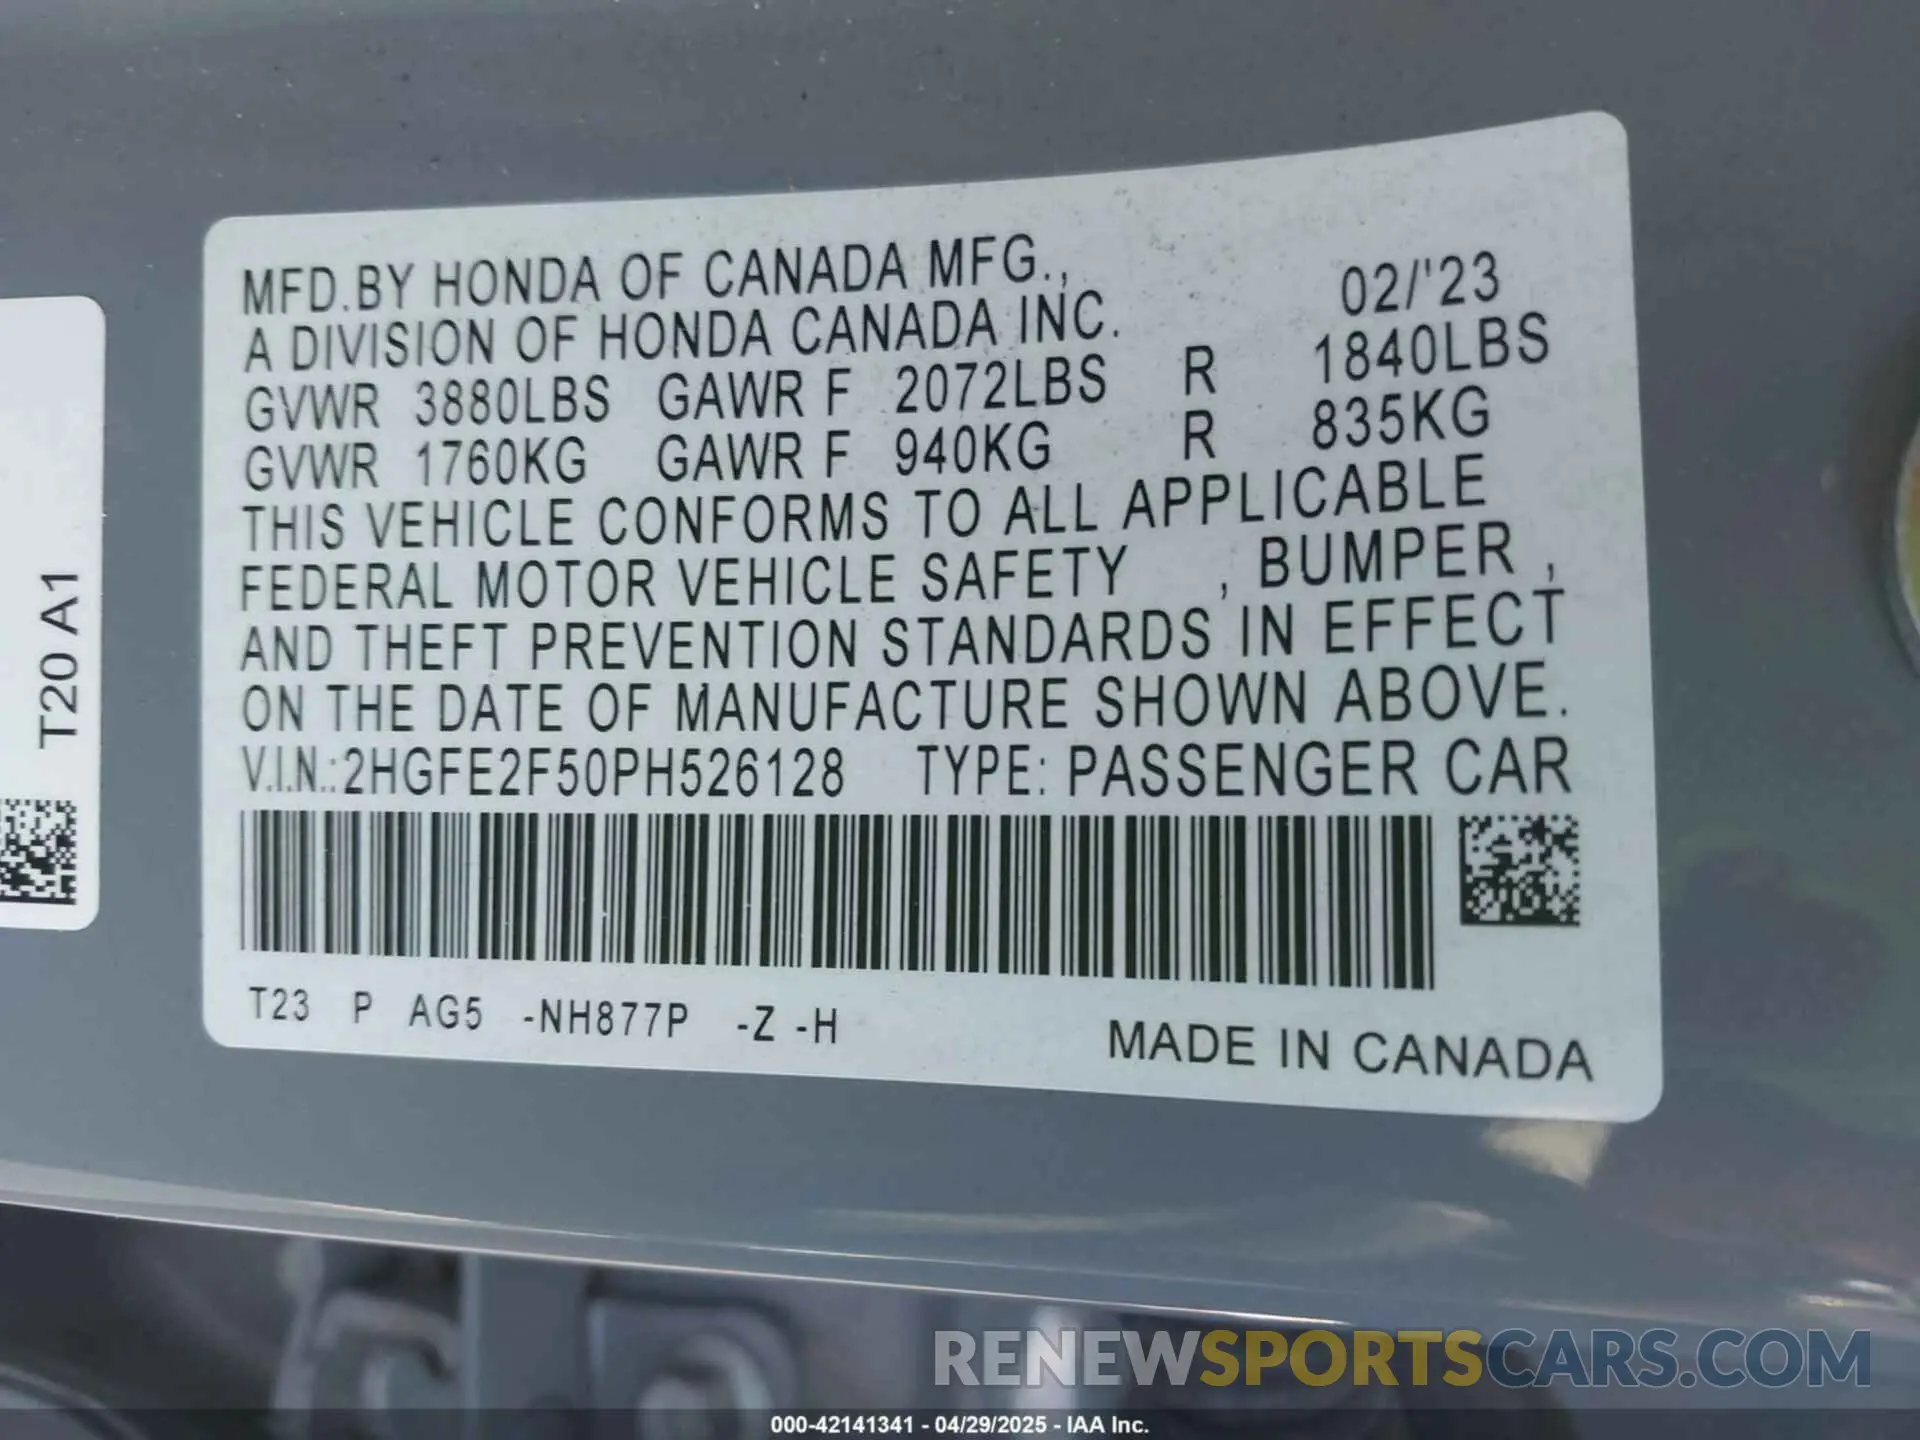 MFD.BY HONDA OF CANADA MFG.,
A DIVISION OF HONDA CANADA INC. 02/'23
GVWR 3880LBS GAWR F 2072LBS R 1840LBS
GVWR 1760KG GAWR F 940KG R 835KG
THIS VEHICLE CONFORMS TO ALL APPLICABLE
FEDERAL MOTOR VEHICLE SAFETY , BUMPER ,
AND THEFT PREVENTION STANDARDS IN EFFECT
ON THE DATE OF MANUFACTURE SHOWN ABOVE.
V.I.N.:2HGFE2F50PH526128 TYPE: PASSENGER CAR
T23 P AG5 -NH877P -Z -H
MADE IN CANADA
T20 A1
RENEWSPORTSCARS.COM
000-42141341 - 04/29/2025 - IAA Inc.